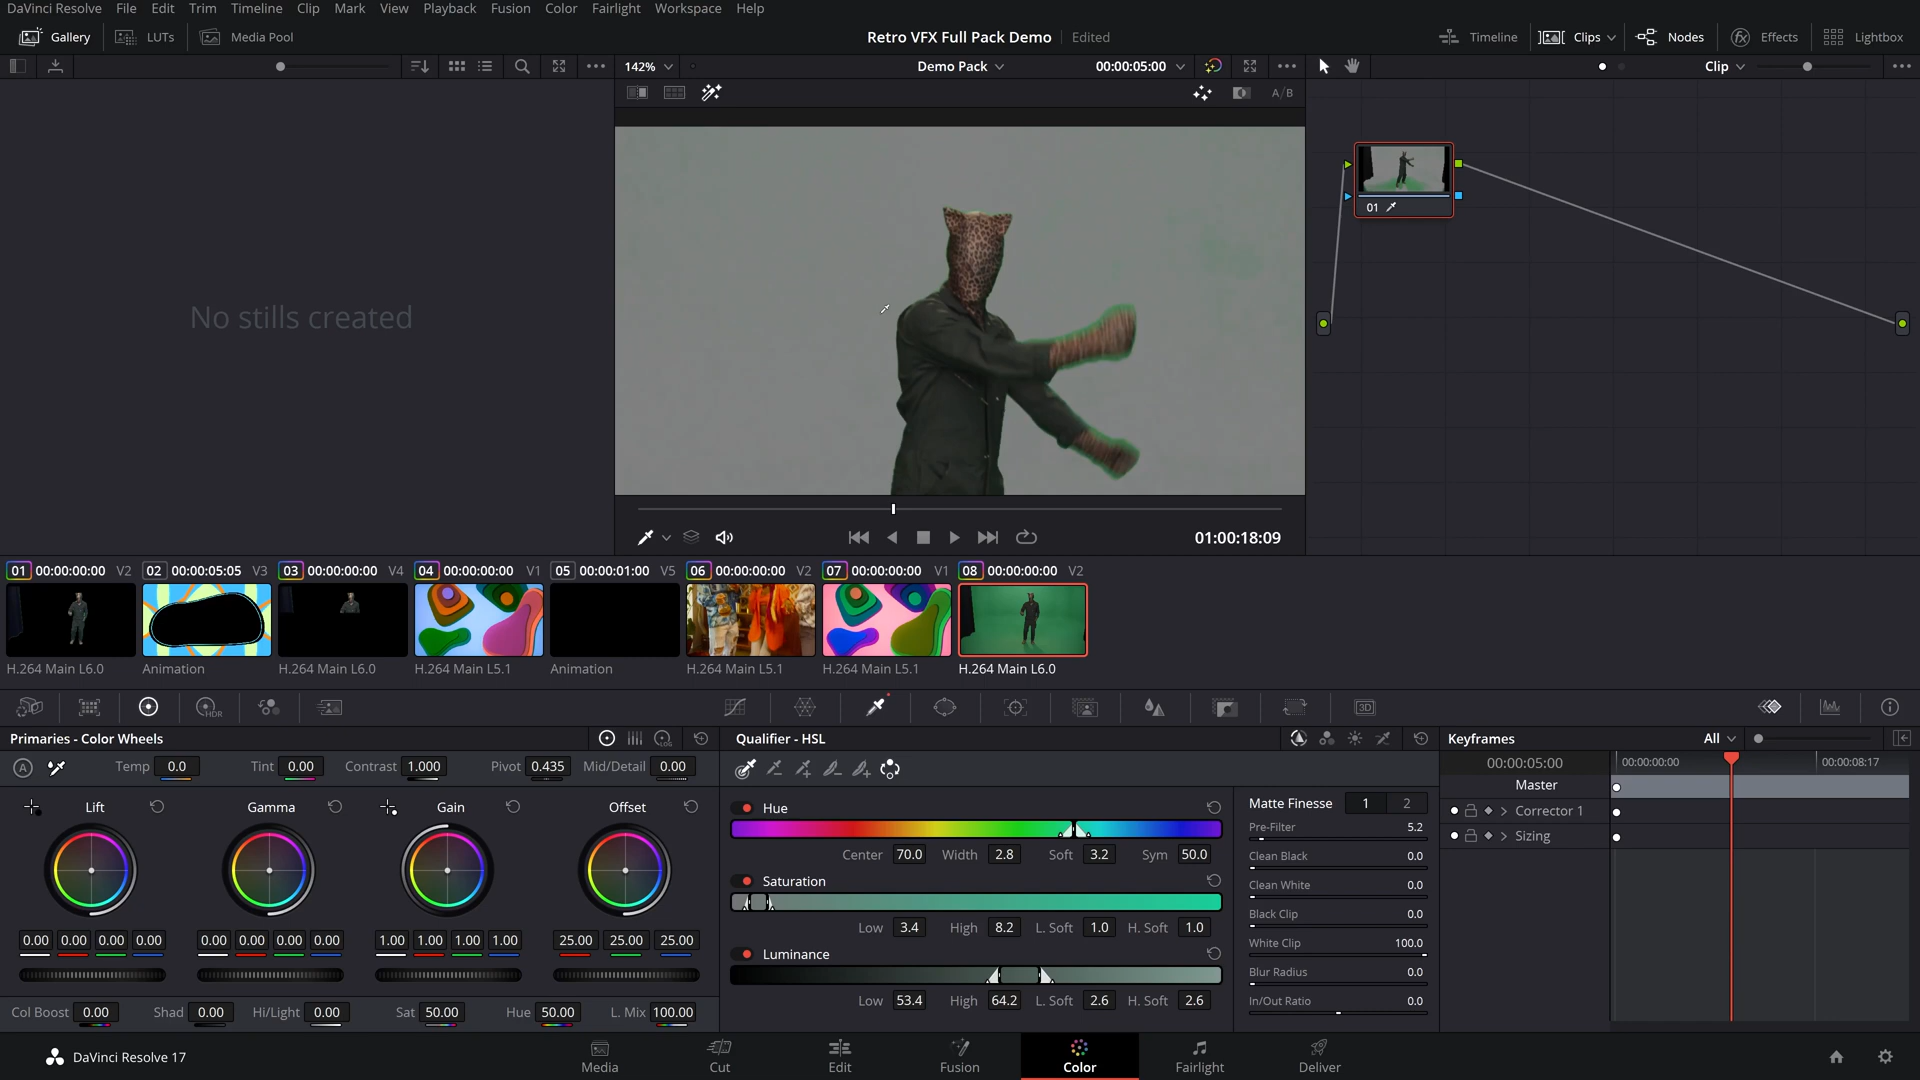 DaVinci Resolve File Edit Trim Timeline Clip Mark View Playback Fusion Color Fairlight Workspace Help
Gallery LUTs Media Pool Retro VFX Full Pack Demo Edited Timeline Clips Nodes Effects Lightbox
142% Demo Pack 00:00:05:00 Clip
A/B
No stills created
01
01:00:18:09
01 00:00:00:00 V2 02 00:00:05:05 V3 03 00:00:00:00 V4 04 00:00:00:00 V1 05 00:00:01:00 V5 06 00:00:00:00 V2 07 00:00:00:00 V1 08 00:00:00:00 V2
H.264 Main L6.0 Animation H.264 Main L6.0 H.264 Main L5.1 Animation H.264 Main L5.1 H.264 Main L5.1 H.264 Main L6.0
HDR 3D
Primaries - Color Wheels LOG Qualifier - HSL Keyframes All
A Temp 0.0 Tint 0.00 Contrast 1.000 Pivot 0.435 Mid/Detail 0.00
Lift Gamma Gain Offset
0.00 0.00 0.00 0.00 0.00 0.00 0.00 0.00 1.00 1.00 1.00 1.00 25.00 25.00 25.00
Col Boost 0.00 Shad 0.00 Hi/Light 0.00 Sat 50.00 Hue 50.00 L. Mix 100.00
Hue
Center 70.0 Width 2.8 Soft 3.2 Sym 50.0
Saturation
Low 3.4 High 8.2 L. Soft 1.0 H. Soft 1.0
Luminance
Low 53.4 High 64.2 L. Soft 2.6 H. Soft 2.6
Matte Finesse 1 2
Pre-Filter 5.2
Clean Black 0.0
Clean White 0.0
Black Clip 0.0
White Clip 100.0
Blur Radius 0.0
In/Out Ratio 0.0
00:00:05:00 00:00:00:00 00:00:08:17
Master
Corrector 1
Sizing
DaVinci Resolve 17 Media Cut Edit Fusion Color Fairlight Deliver